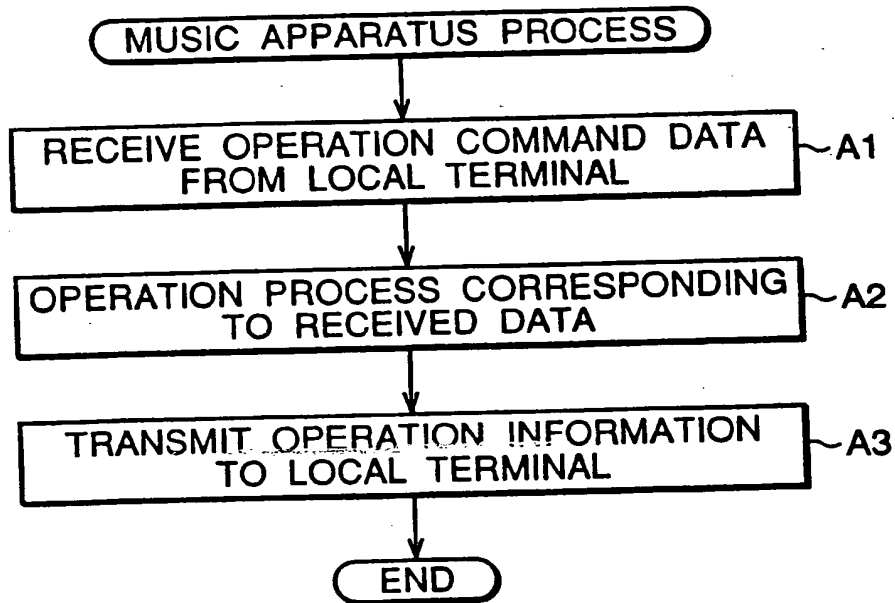 MUSIC APPARATUS PROCESS
RECEIVE OPERATION COMMAND DATA
FROM LOCAL TERMINAL
A1
OPERATION PROCESS CORRESPONDING
TO RECEIVED DATA
A2
TRANSMIT OPERATION INFORMATION
TO LOCAL TERMINAL
A3
END